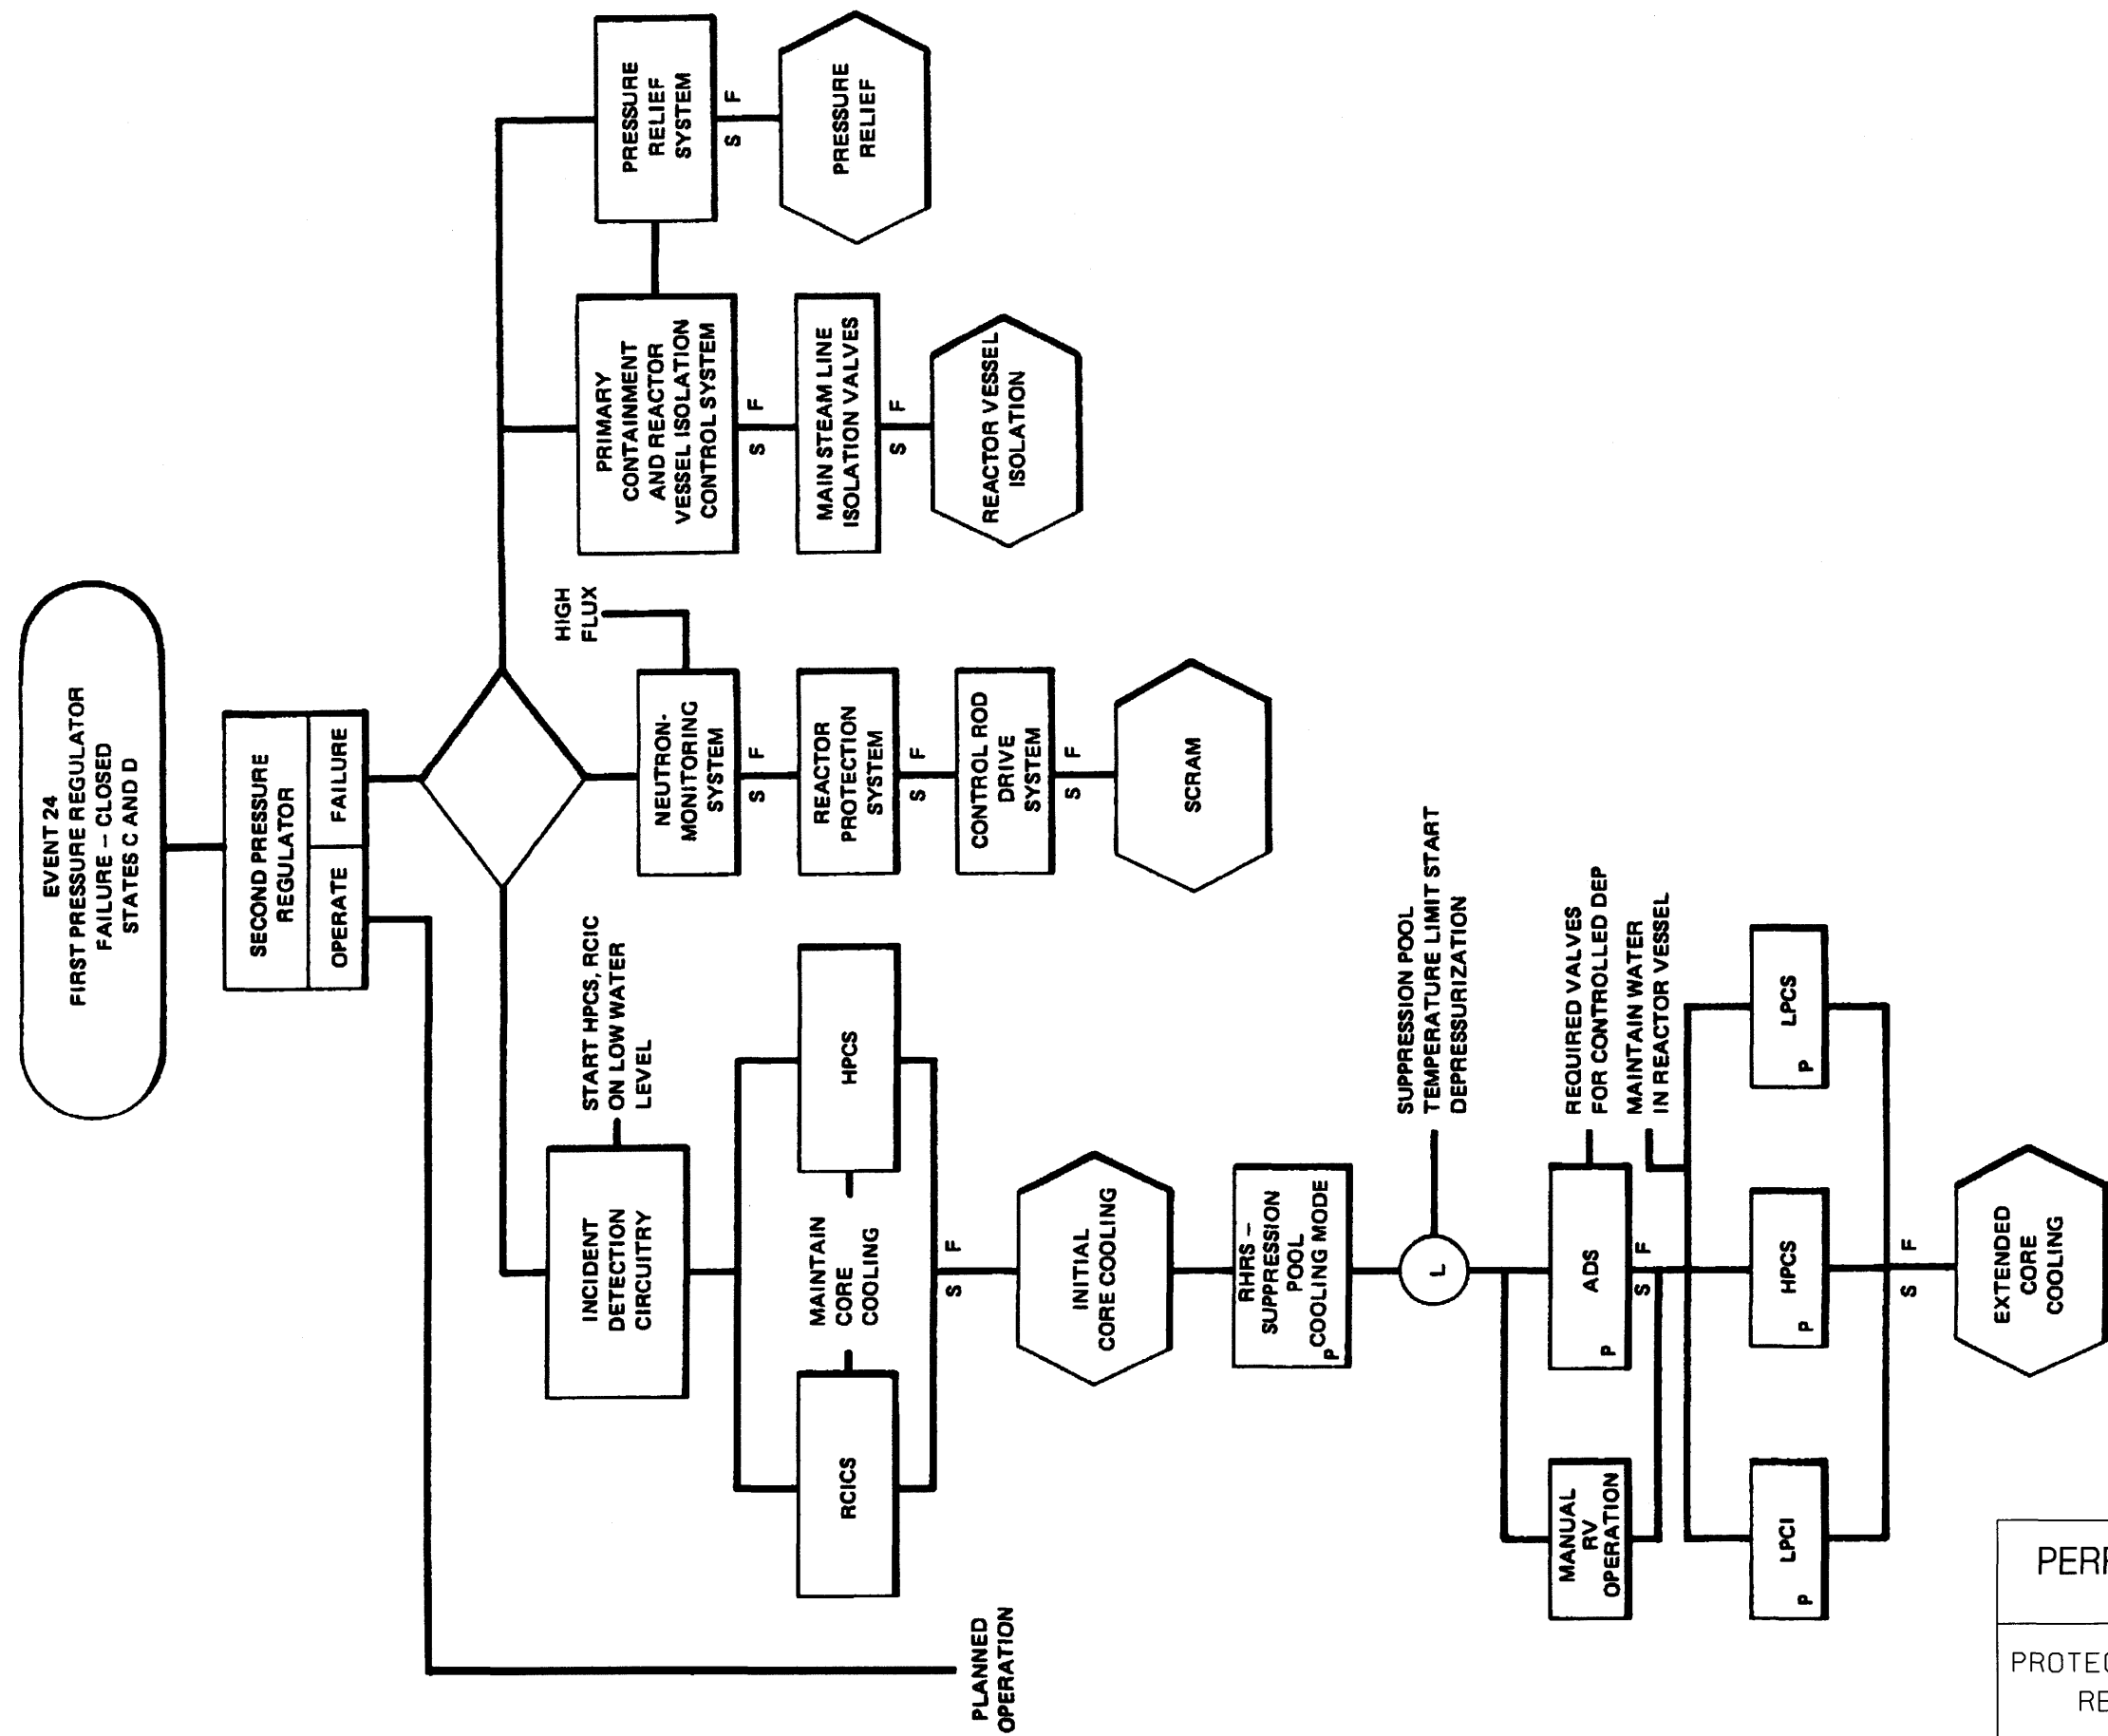 EVENT 24
FIRST PRESSURE REGULATOR
FAILURE – CLOSED
STATES C AND D
SECOND PRESSURE
REGULATOR
OPERATE
FAILURE
PLANNED
OPERATION
INCIDENT
DETECTION
CIRCUITRY
START HPCS, RCIC
ON LOW WATER
LEVEL
RCICS
MAINTAIN
CORE
COOLING
HPCS
S F
INITIAL
CORE COOLING
RHRS –
SUPPRESSION
POOL
COOLING MODE
P
L
SUPPRESSION POOL
TEMPERATURE LIMIT START
DEPRESSURIZATION
MANUAL
RV
OPERATION
ADS
P
S F
REQUIRED VALVES
FOR CONTROLLED DEP
MAINTAIN WATER
IN REACTOR VESSEL
LPCI
P
HPCS
P
LPCS
P
S F
EXTENDED
CORE
COOLING
NEUTRON-
MONITORING
SYSTEM
HIGH
FLUX
S F
REACTOR
PROTECTION
SYSTEM
S F
CONTROL ROD
DRIVE
SYSTEM
S F
SCRAM
PRIMARY
CONTAINMENT
AND REACTOR
VESSEL ISOLATION
CONTROL SYSTEM
S F
MAIN STEAM LINE
ISOLATION VALVES
S F
REACTOR VESSEL
ISOLATION
PRESSURE
RELIEF
SYSTEM
S F
PRESSURE
RELIEF